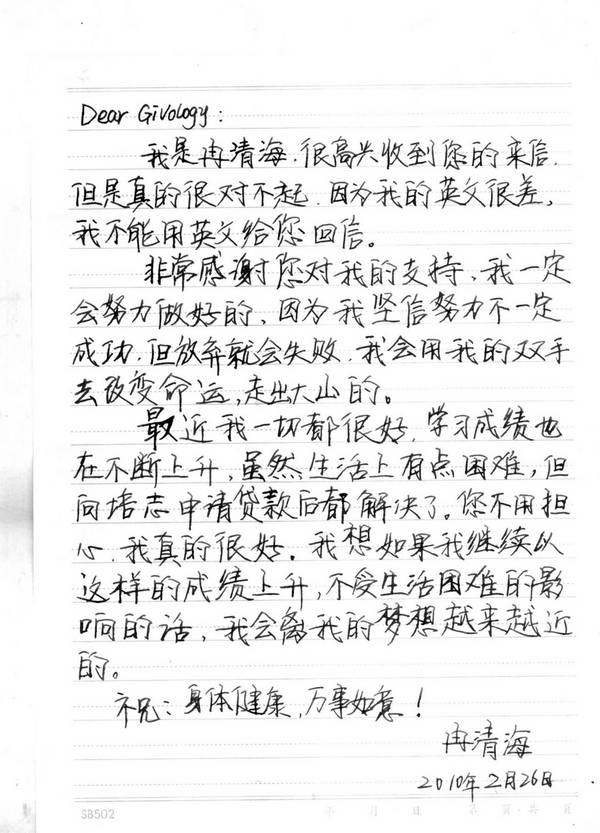 Dear Givology:
我是冉清海.很高兴收到您的来信.
但是真的很对不起.因为我的英文很差,
我不能用英文给您回信。
非常感谢您对我的支持、我一定
会努力做好的、因为我坚信努力不一定
成功.但放弃就会失败.我会用我的双手
去改变命运,走出大山的。
最近我一切都很好.学习成绩也
在不断上升,虽然生活上有点困难,但
向培志申请贷款后都解决了。您不用担
心.我真的很好。我想如果我继续以
这样的成绩上升,不受生活困难的影
响的话,我会离我的梦想越来越近
的。
祝:身体健康,万事如意!
冉清海
2010年2月26日
SB502 年 月 日 第 页 共 页